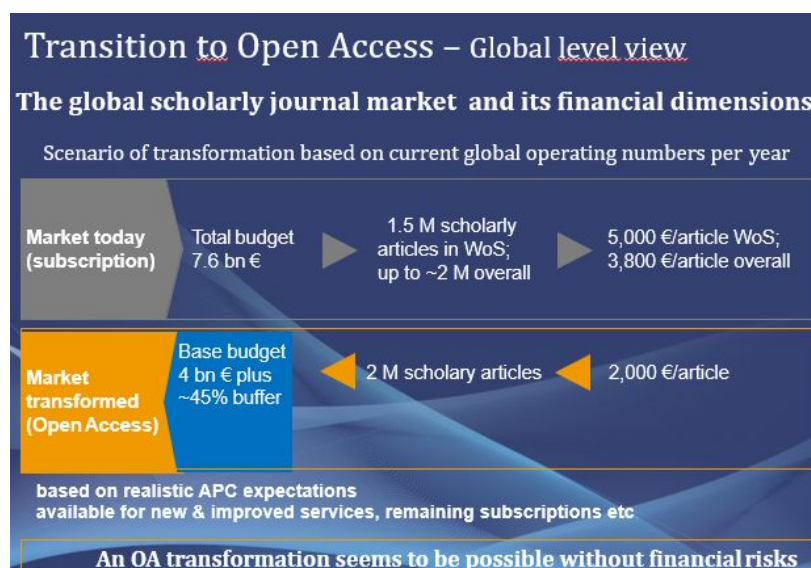 Transition to Open Access – Global level view
The global scholarly journal market and its financial dimensions
Scenario of transformation based on current global operating numbers per year
Market today
(subscription)
Total budget
7.6 bn €
1.5 M scholarly
articles in WoS;
up to ~2 M overall
5,000 €/article WoS;
3,800 €/article overall
Market
transformed
(Open Access)
Base budget
4 bn € plus
~45% buffer
2 M scholary articles
2,000 €/article
based on realistic APC expectations
available for new & improved services, remaining subscriptions etc
An OA transformation seems to be possible without financial risks